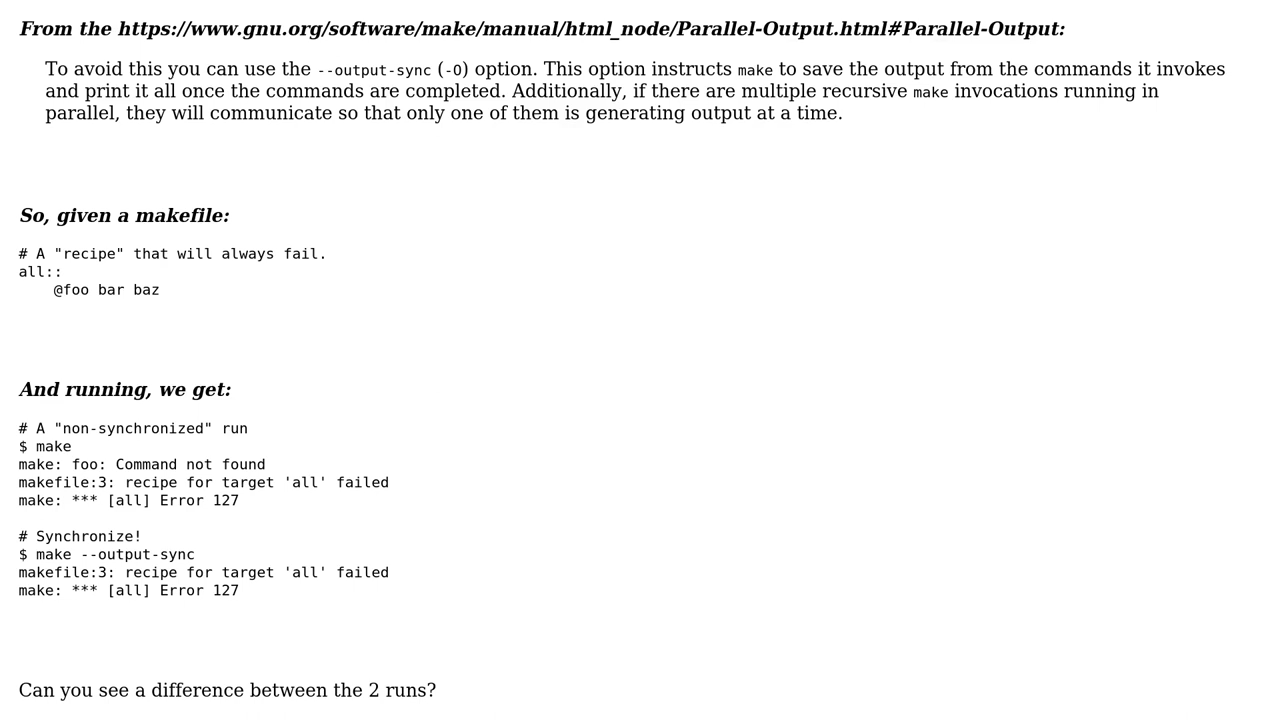 From the https://www.gnu.org/software/make/manual/html_node/Parallel-Output.html#Parallel-Output:
To avoid this you can use the --output-sync (-O) option. This option instructs make to save the output from the commands it invokes
and print it all once the commands are completed. Additionally, if there are multiple recursive make invocations running in
parallel, they will communicate so that only one of them is generating output at a time.
So, given a makefile:
# A "recipe" that will always fail.
all::
    @foo bar baz
And running, we get:
# A "non-synchronized" run
$ make
make: foo: Command not found
makefile:3: recipe for target 'all' failed
make: *** [all] Error 127
# Synchronize!
$ make --output-sync
makefile:3: recipe for target 'all' failed
make: *** [all] Error 127
Can you see a difference between the 2 runs?